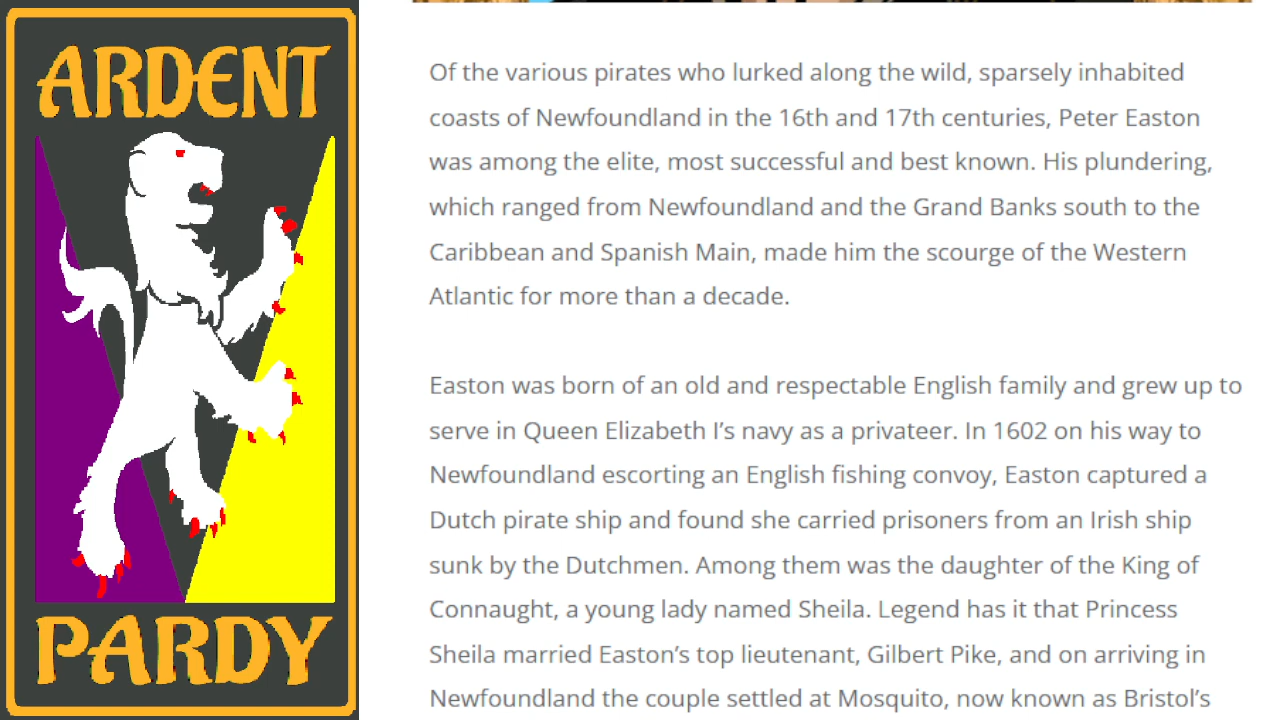 ARDENT
PARDY
Of the various pirates who lurked along the wild, sparsely inhabited
coasts of Newfoundland in the 16th and 17th centuries, Peter Easton
was among the elite, most successful and best known. His plundering,
which ranged from Newfoundland and the Grand Banks south to the
Caribbean and Spanish Main, made him the scourge of the Western
Atlantic for more than a decade.
Easton was born of an old and respectable English family and grew up to
serve in Queen Elizabeth I’s navy as a privateer. In 1602 on his way to
Newfoundland escorting an English fishing convoy, Easton captured a
Dutch pirate ship and found she carried prisoners from an Irish ship
sunk by the Dutchmen. Among them was the daughter of the King of
Connaught, a young lady named Sheila. Legend has it that Princess
Sheila married Easton’s top lieutenant, Gilbert Pike, and on arriving in
Newfoundland the couple settled at Mosquito, now known as Bristol’s